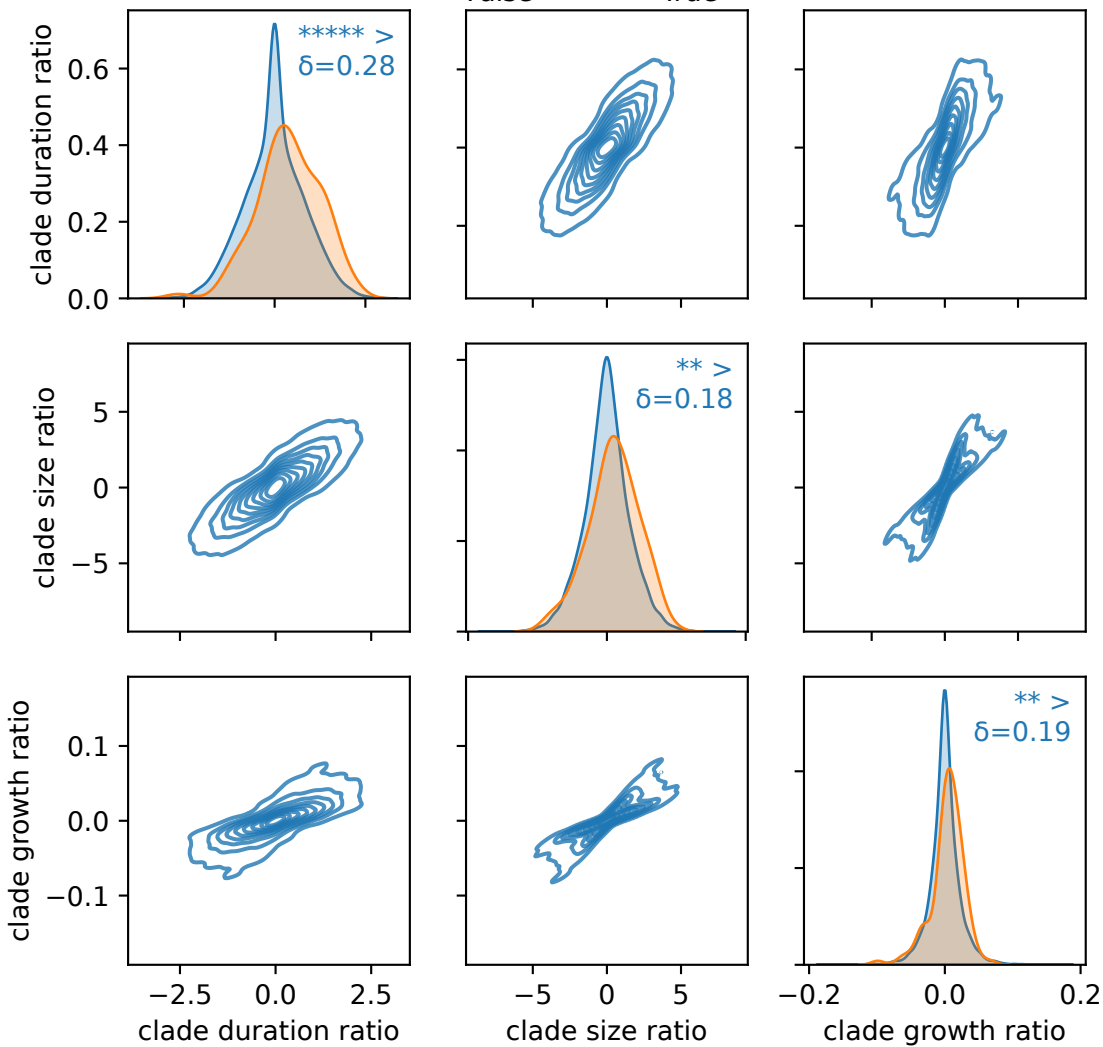 ***** >
δ=0.28
clade duration ratio
0.6
0.4
0.2
0.0
** >
δ=0.18
clade size ratio
5
0
−5
** >
δ=0.19
clade growth ratio
0.1
0.0
−0.1
−2.5 0.0 2.5
−5 0 5
−0.2 0.0 0.2
clade duration ratio
clade size ratio
clade growth ratio